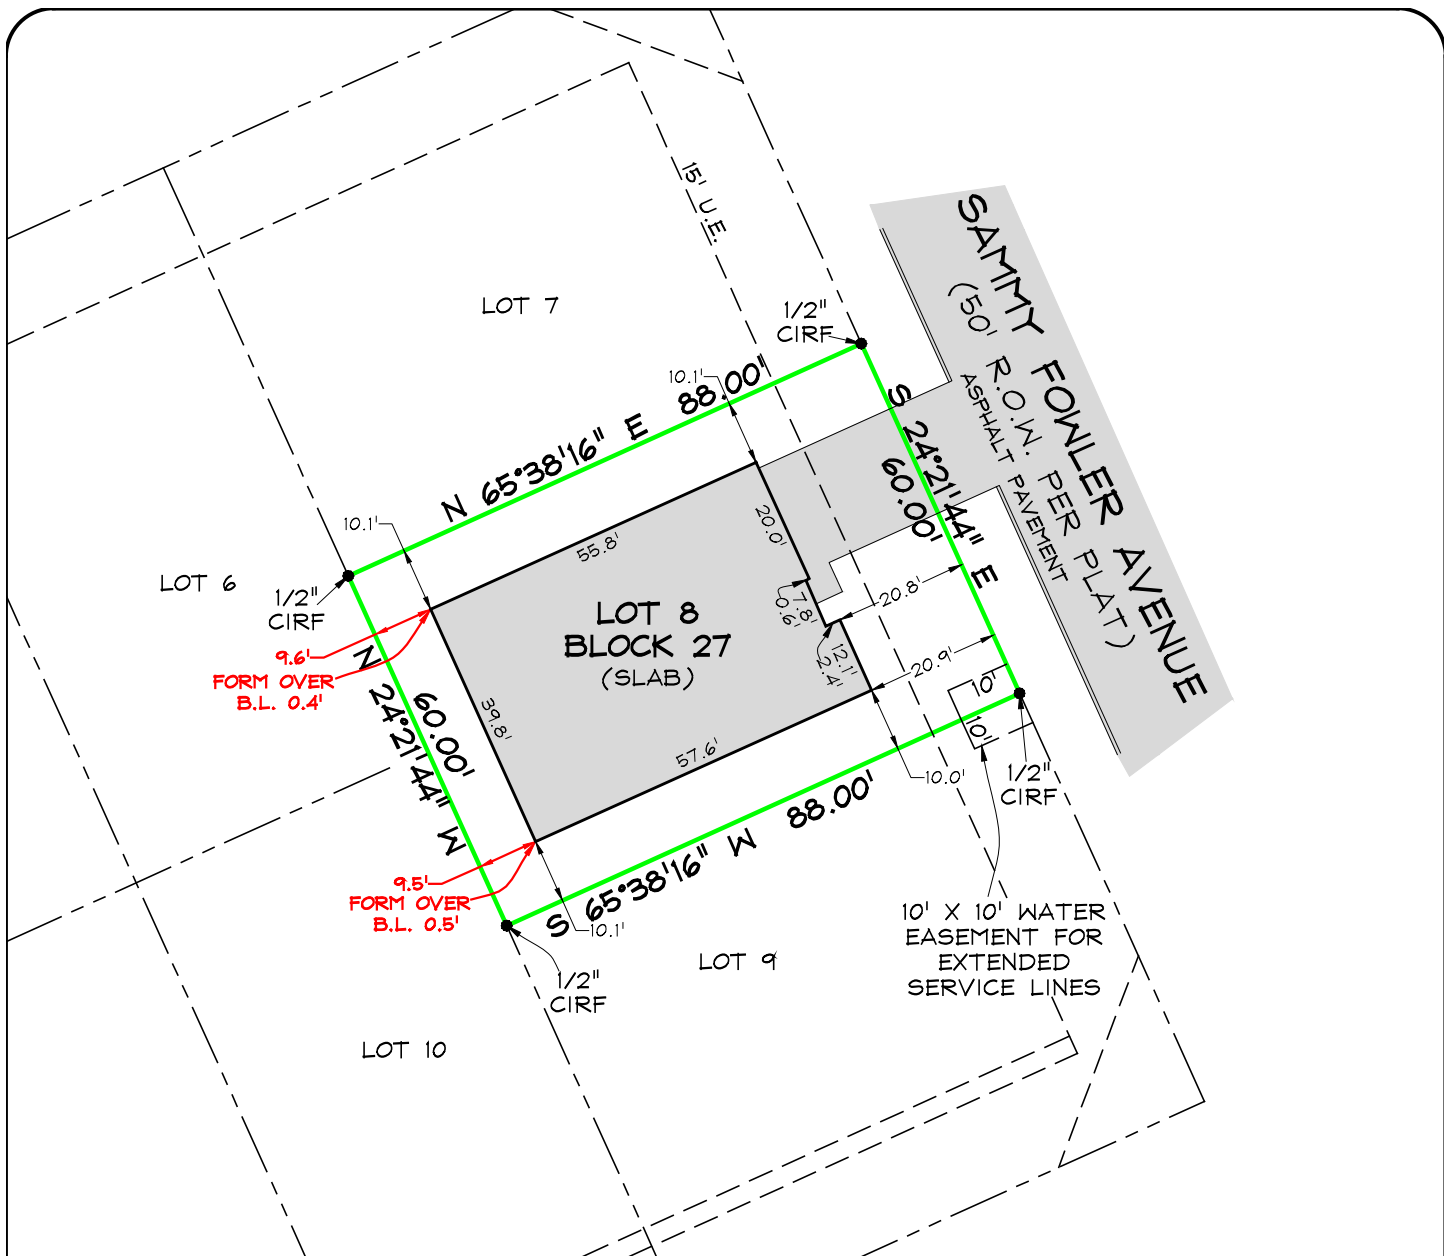 15' U.E.
LOT 7
1/2"
CIRF
SAMMY FOWLER AVENUE
(50' R.O.W. PER PLAT)
ASPHALT PAVEMENT
10.1'
N 65°38'16" E 88.00'
S 24°21'44" E
60.00'
10.1'
20.0'
55.8'
LOT 6
1/2"
CIRF
LOT 8
BLOCK 27
(SLAB)
7.8'
0.6'
20.8'
9.6'
FORM OVER
B.L. 0.4'
12.1'
2.4'
20.9'
10'
10'
N 24°21'44" W
60.00'
39.8'
57.6'
10.0'
1/2"
CIRF
S 65°38'16" W 88.00'
9.5'
FORM OVER
B.L. 0.5'
10.1'
10' X 10' WATER
EASEMENT FOR
EXTENDED
SERVICE LINES
LOT 9
1/2"
CIRF
LOT 10